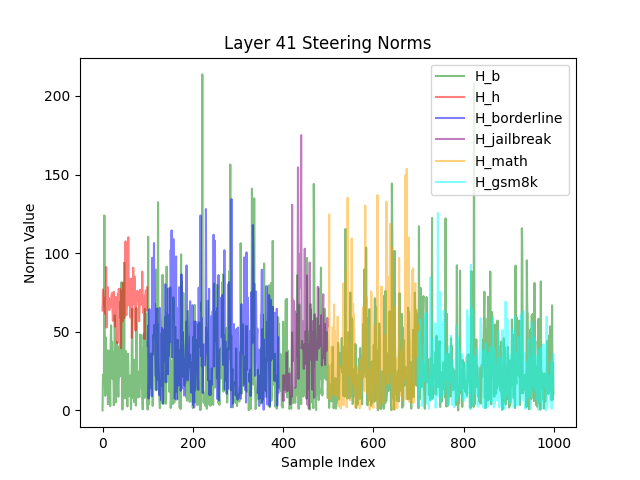 Layer 41 Steering Norms
H_b
H_h
H_borderline
H_jailbreak
H_math
H_gsm8k
Norm Value
200
150
100
50
0
0
200
400
600
800
1000
Sample Index